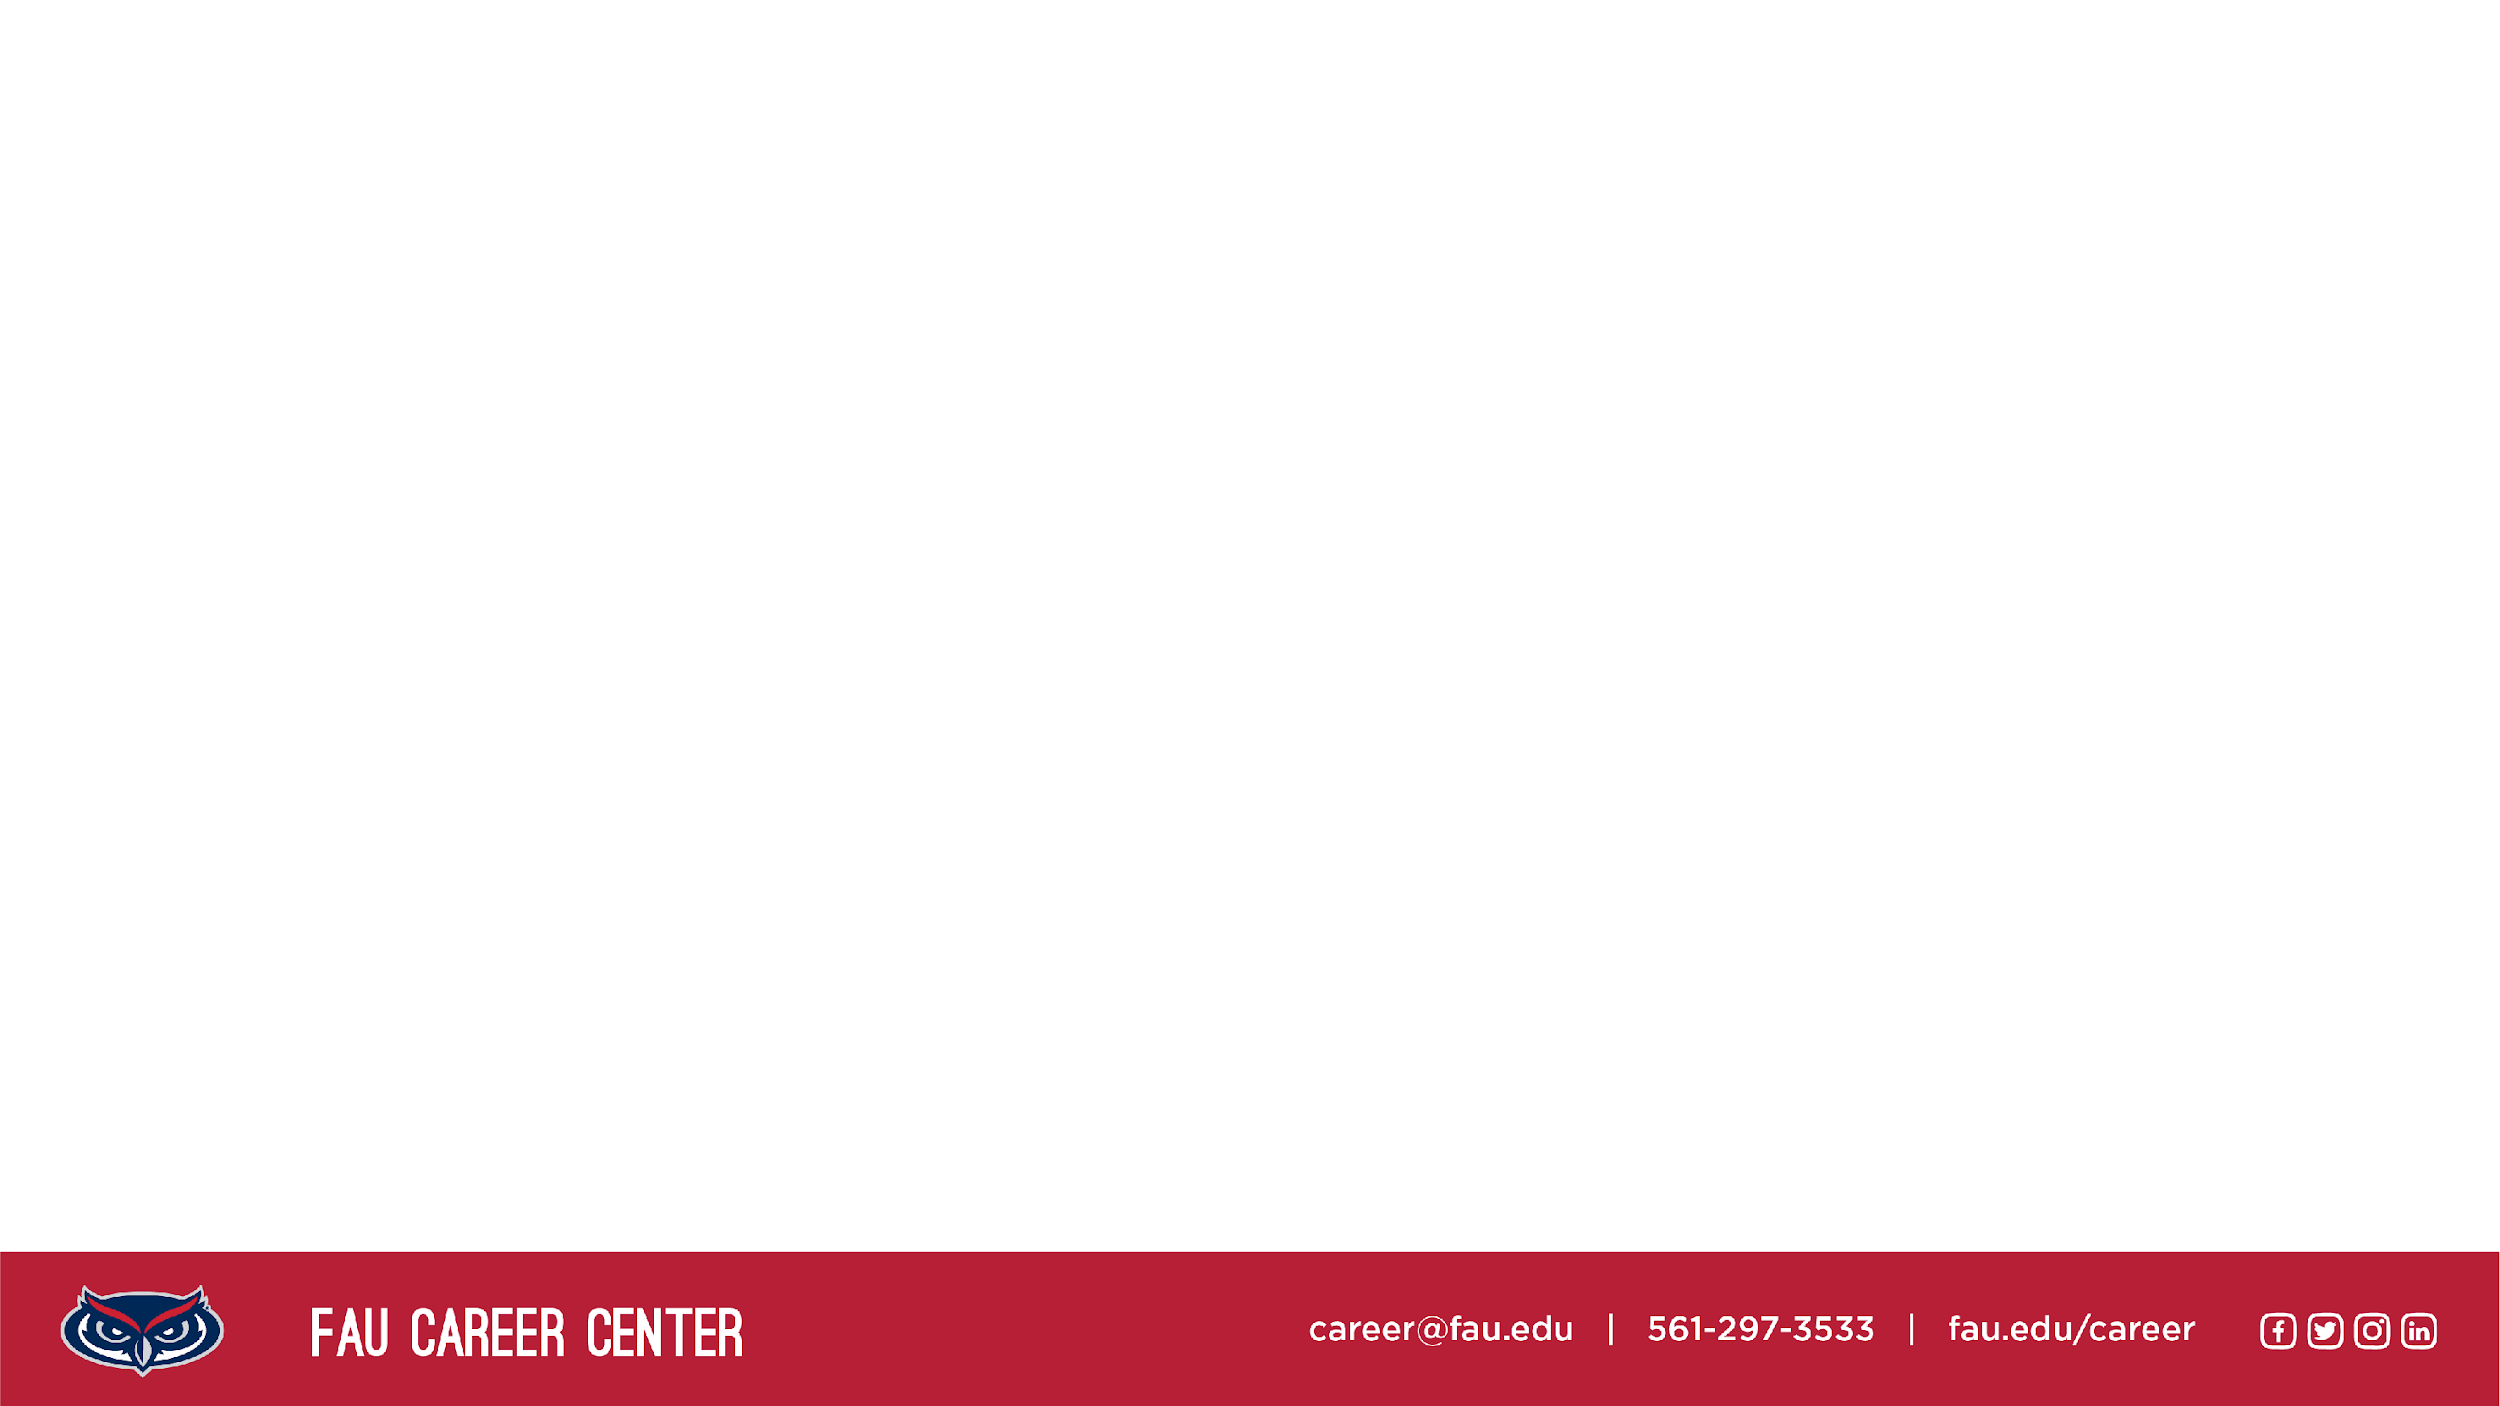 FAU CAREER CENTER
career@fau.edu | 561-297-3533 | fau.edu/career